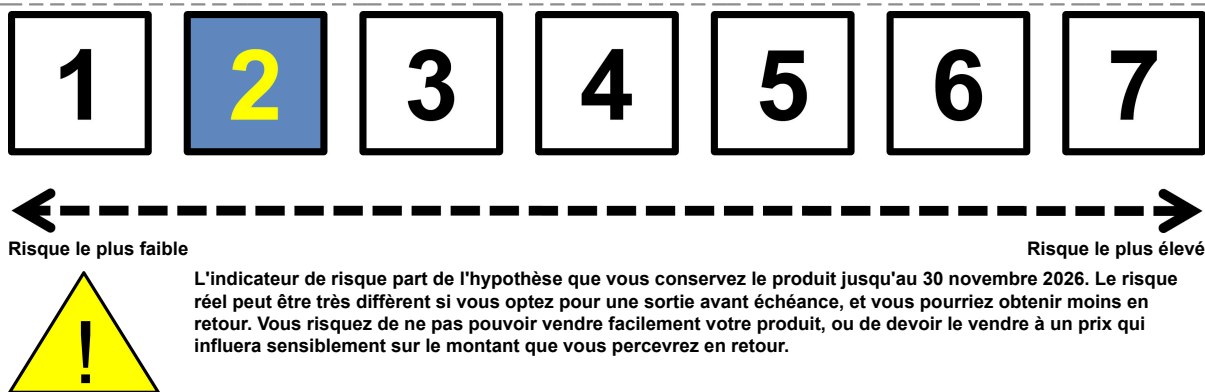 1 2 3 4 5 6 7
Risque le plus faible Risque le plus élevé
L'indicateur de risque part de l'hypothèse que vous conservez le produit jusqu'au 30 novembre 2026. Le risque
réel peut être très diffèrent si vous optez pour une sortie avant échéance, et vous pourriez obtenir moins en
retour. Vous risquez de ne pas pouvoir vendre facilement votre produit, ou de devoir le vendre à un prix qui
influera sensiblement sur le montant que vous percevrez en retour.
!